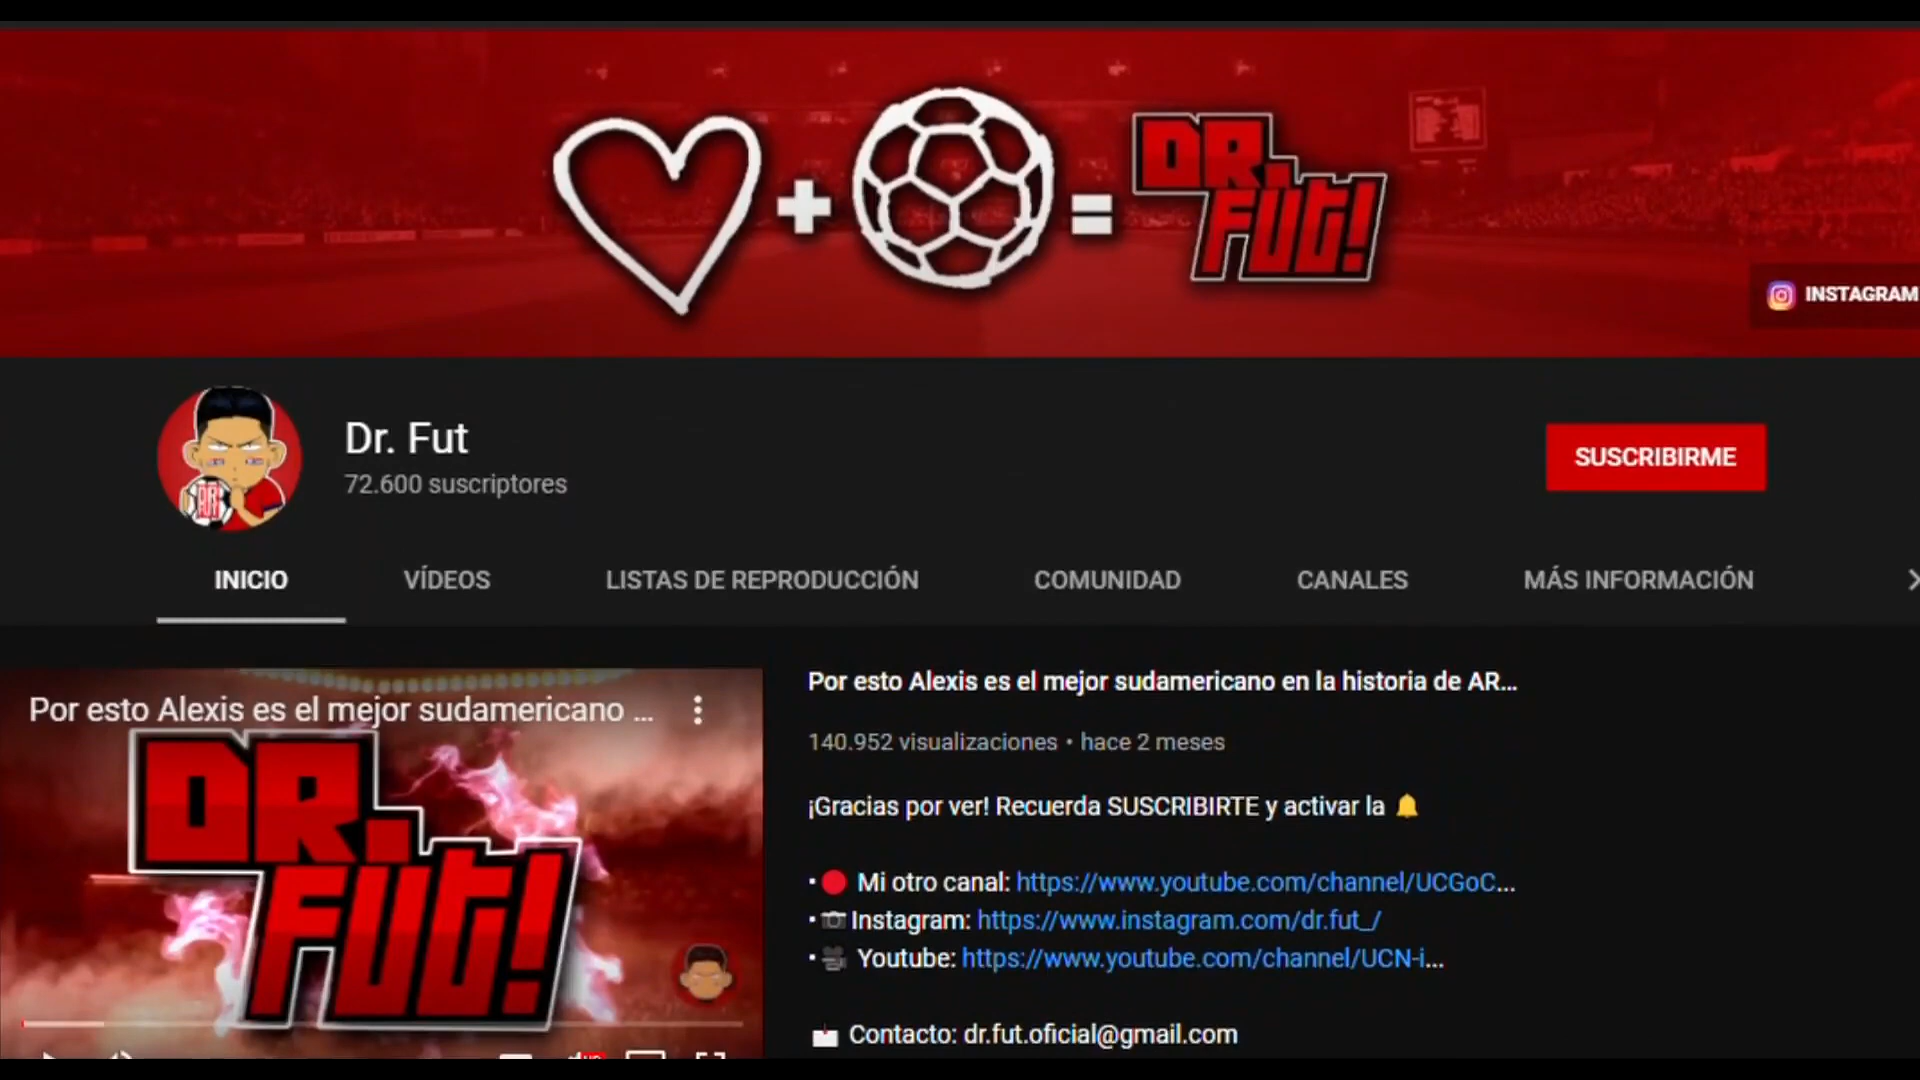 DR.
FUT!
INSTAGRAM
Dr. Fut
72.600 suscriptores
SUSCRIBIRME
DR.
FUT
INICIO
VÍDEOS
LISTAS DE REPRODUCCIÓN
COMUNIDAD
CANALES
MÁS INFORMACIÓN
Por esto Alexis es el mejor sudamericano ...
DR.
FUT!
HD
Por esto Alexis es el mejor sudamericano en la historia de AR...
140.952 visualizaciones • hace 2 meses
¡Gracias por ver! Recuerda SUSCRIBIRTE y activar la 🔔
• 🔴 Mi otro canal: https://www.youtube.com/channel/UCGoC...
• 📷 Instagram: https://www.instagram.com/dr.fut_/
• 🎥 Youtube: https://www.youtube.com/channel/UCN-i...
📩 Contacto: dr.fut.oficial@gmail.com